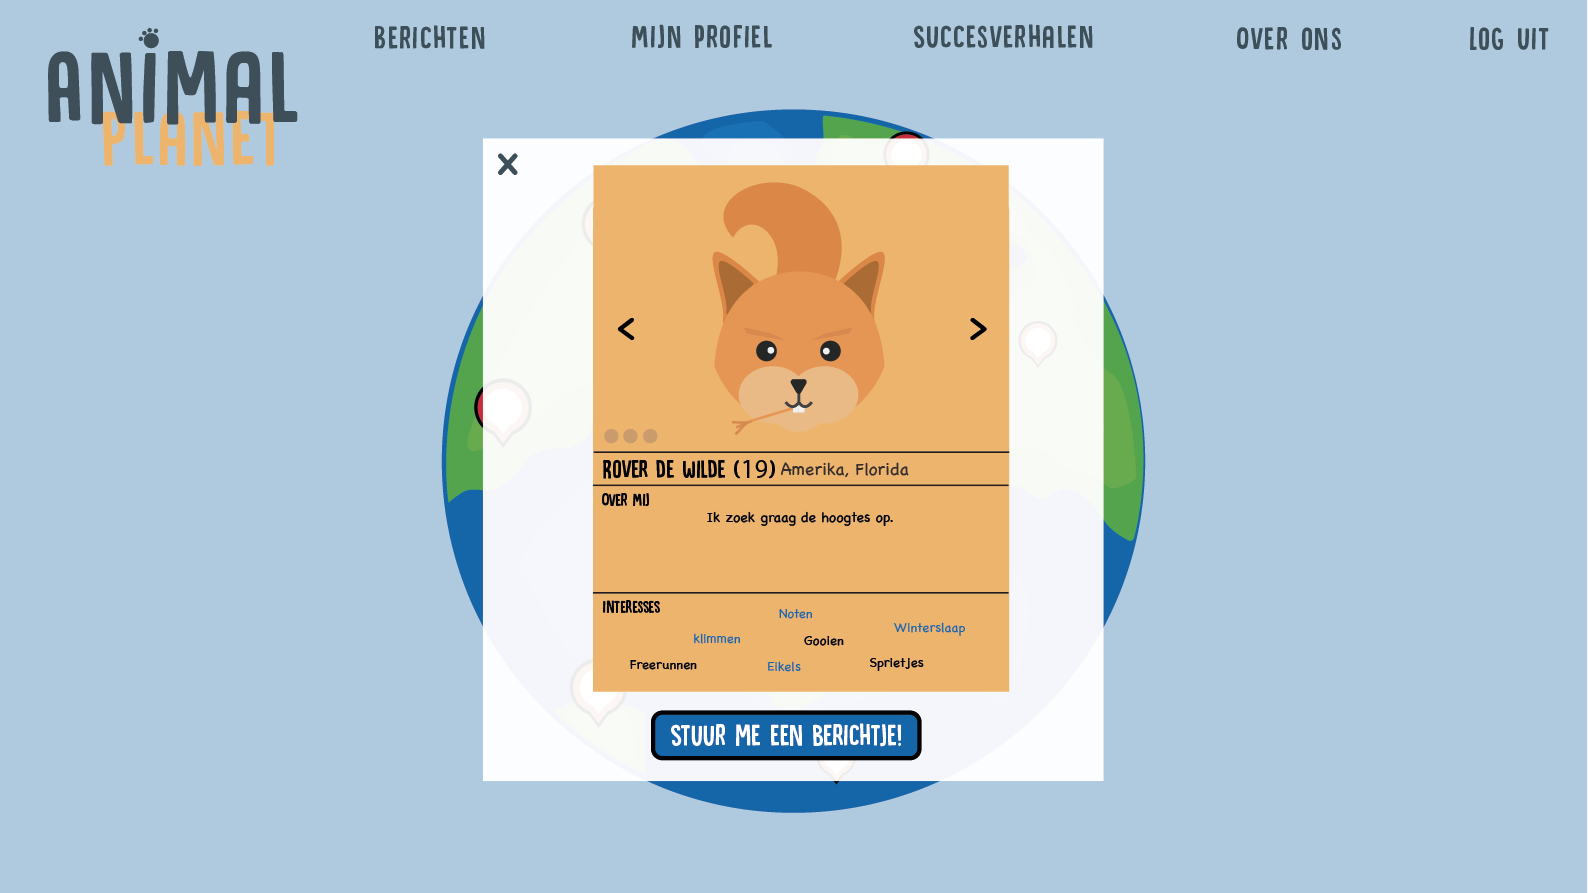 BERICHTEN
MIJN PROFIEL
SUCCESVERHALEN
OVER ONS
LOG UIT
ANIMAL
PLANET
ROVER DE WILDE (19) Amerika, Florida
OVER MIJ
Ik zoek graag de hoogtes op.
INTERESSES
Noten
Winterslaap
klimmen
Gooien
Freerunnen
Eikels
Sprietjes
STUUR ME EEN BERICHTJE!